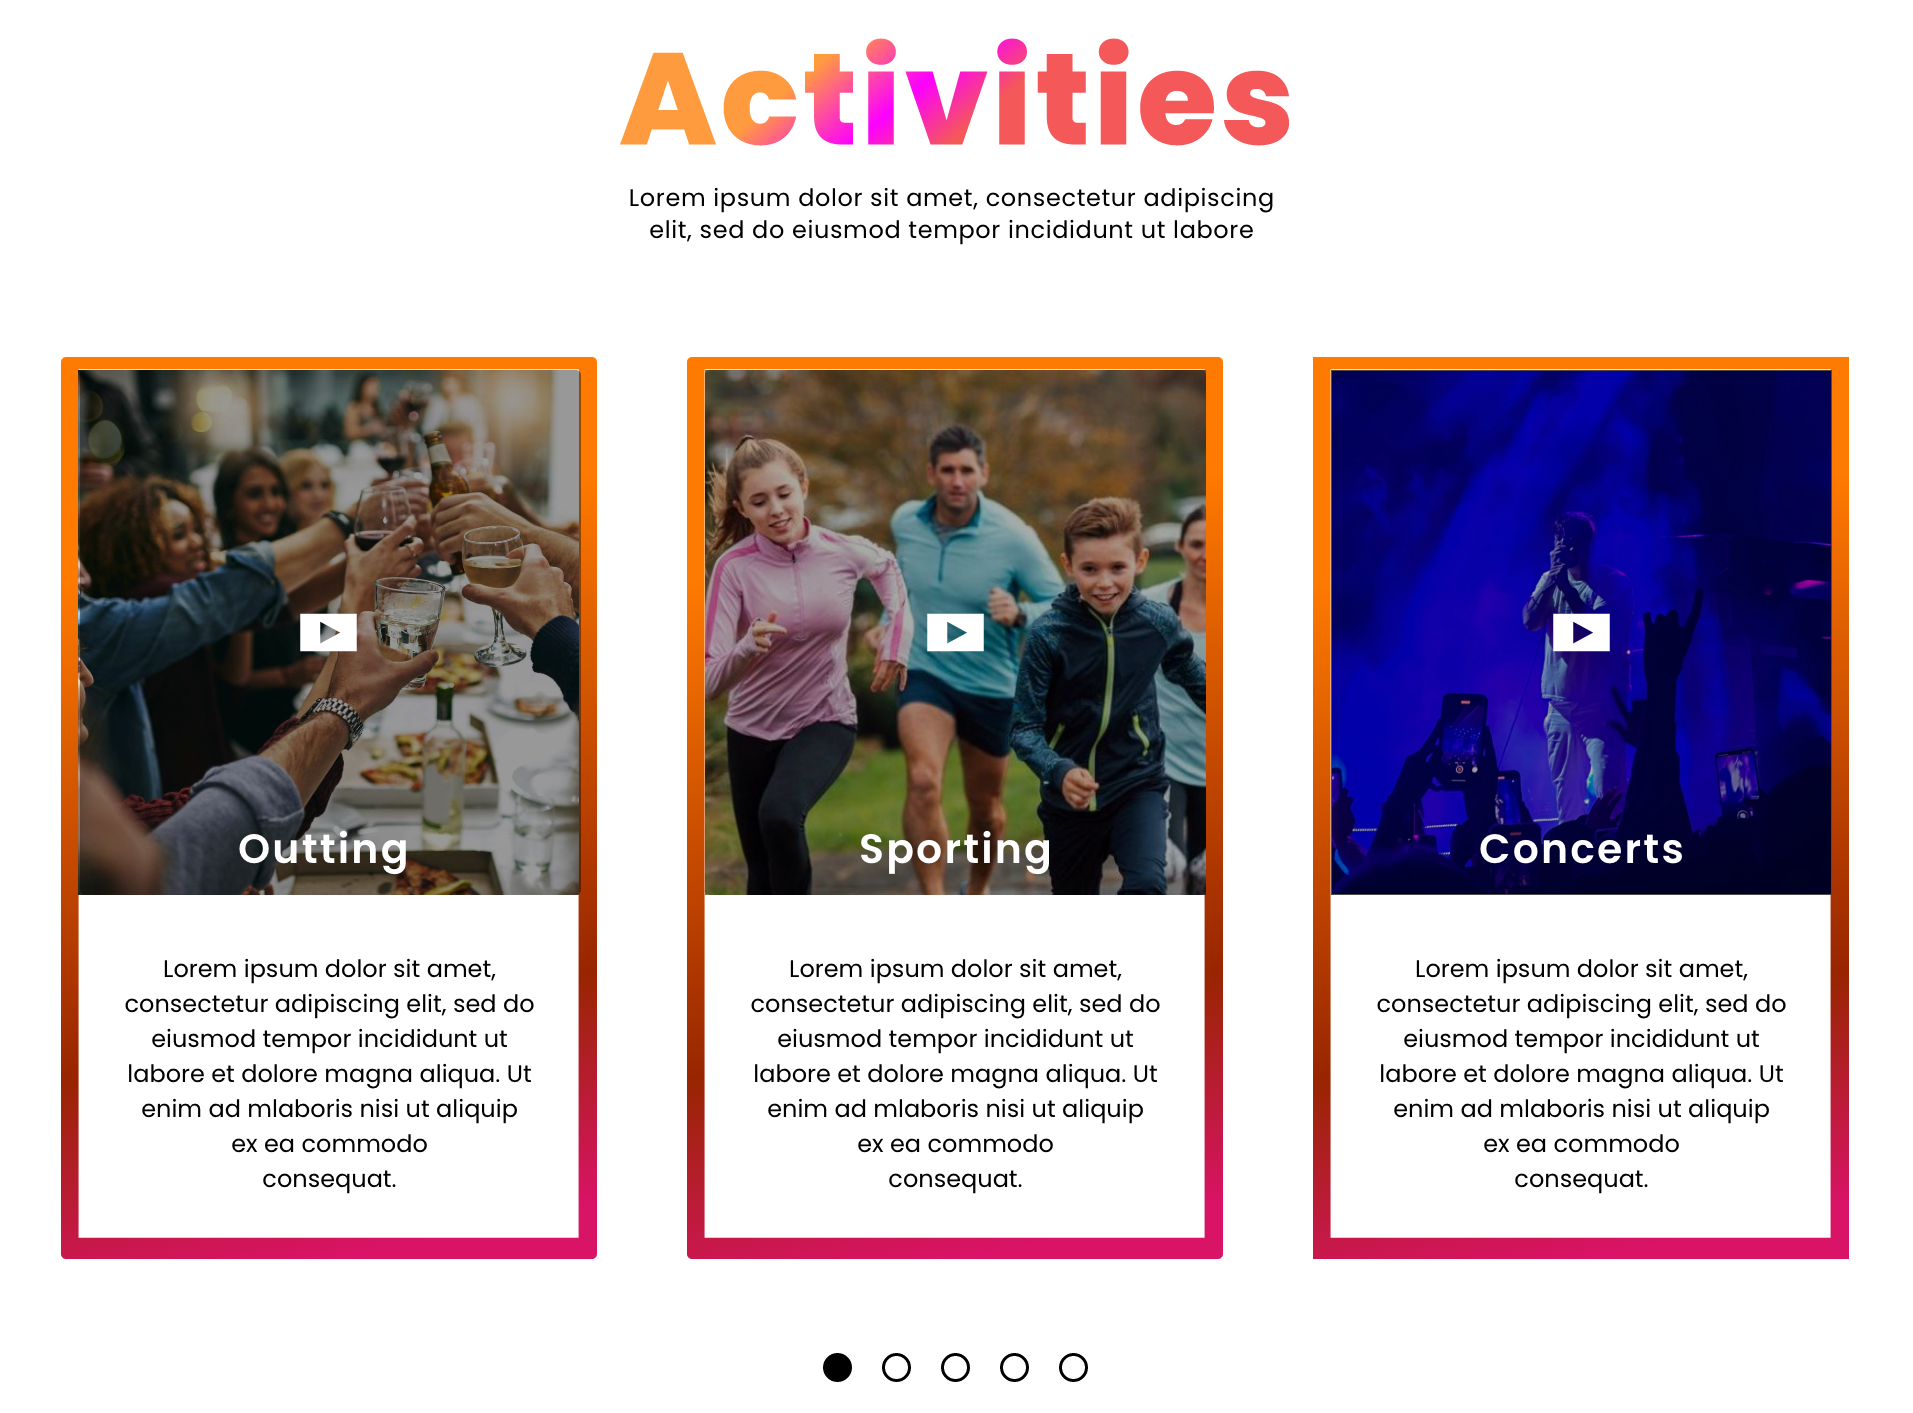 Activities
Lorem ipsum dolor sit amet, consectetur adipiscing
elit, sed do eiusmod tempor incididunt ut labore
Outting
Lorem ipsum dolor sit amet,
consectetur adipiscing elit, sed do
eiusmod tempor incididunt ut
labore et dolore magna aliqua. Ut
enim ad mlaboris nisi ut aliquip
ex ea commodo
consequat.
Sporting
Lorem ipsum dolor sit amet,
consectetur adipiscing elit, sed do
eiusmod tempor incididunt ut
labore et dolore magna aliqua. Ut
enim ad mlaboris nisi ut aliquip
ex ea commodo
consequat.
Concerts
Lorem ipsum dolor sit amet,
consectetur adipiscing elit, sed do
eiusmod tempor incididunt ut
labore et dolore magna aliqua. Ut
enim ad mlaboris nisi ut aliquip
ex ea commodo
consequat.